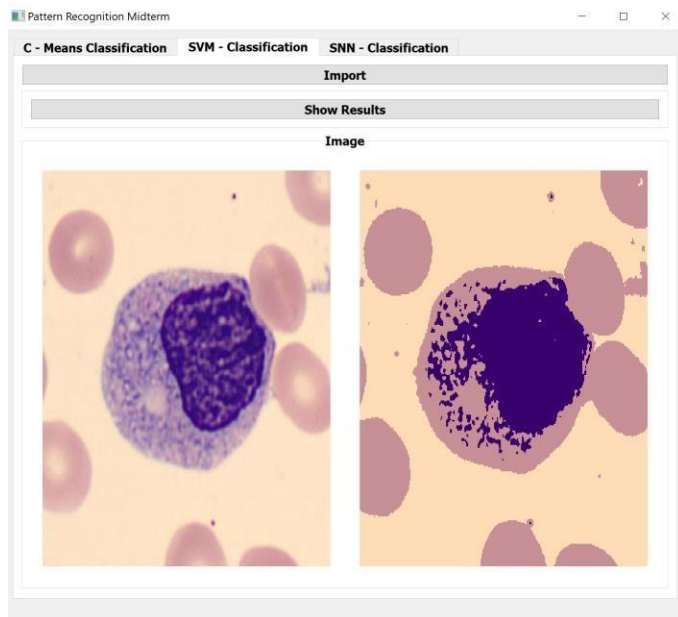 Pattern Recognition Midterm
C - Means Classification SVM - Classification SNN - Classification
Import
Show Results
Image